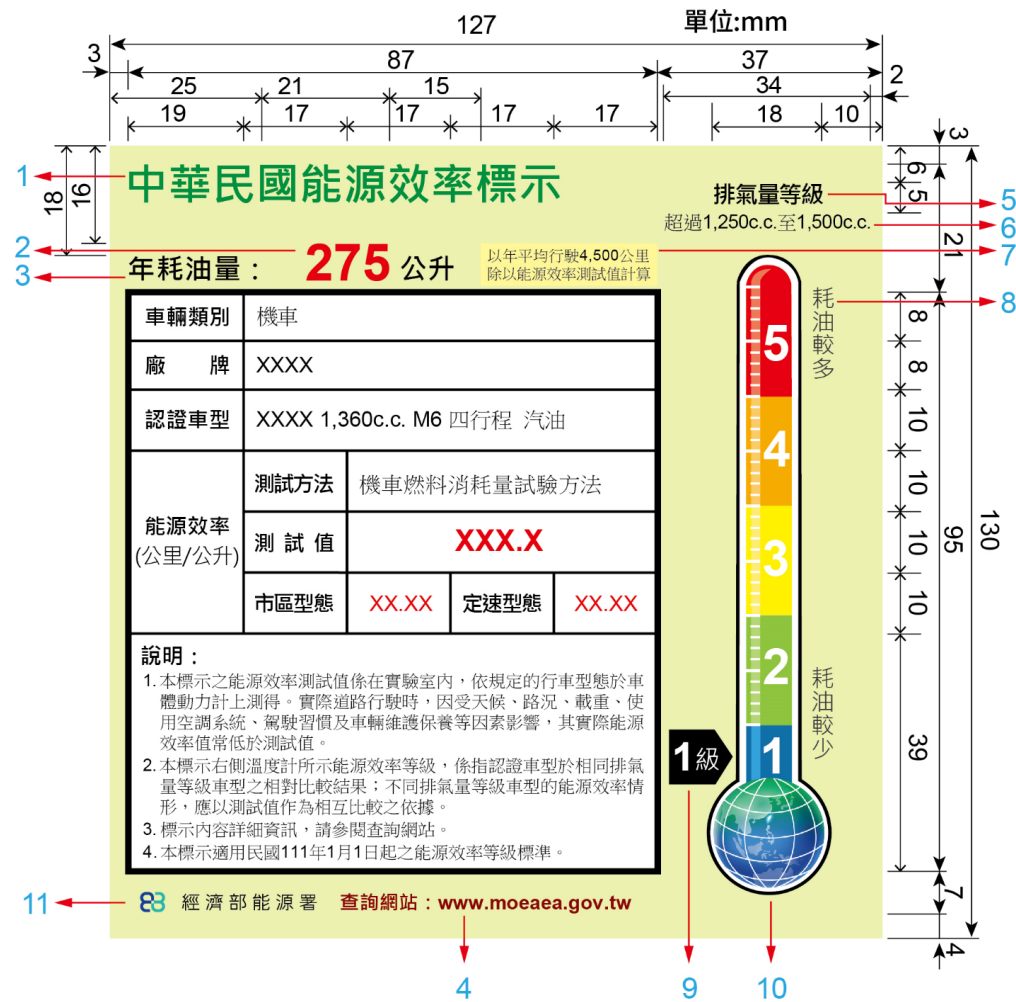 單位:mm
127
3
87
37
25
21
15
34
2
19
17
17
17
17
18
10
3
1
中華民國能源效率標示
排氣量等級
5
超過1,250c.c.至1,500c.c.
6
18
16
6
5
21
2
3
年耗油量： 275 公升
以年平均行駛4,500公里
除以能源效率測試值計算
7
車輛類別 機車
耗油較多
8
廠 牌 XXXX
認證車型 XXXX 1,360c.c. M6 四行程 汽油
能源效率
(公里/公升)
測試方法 機車燃料消耗量試驗方法
測 試 值 XXX.X
市區型態 XX.XX 定速型態 XX.XX
說明：
1. 本標示之能源效率測試值係在實驗室內，依規定的行車型態於車
體動力計上測得。實際道路行駛時，因受天候、路況、載重、使
用空調系統、駕駛習慣及車輛維護保養等因素影響，其實際能源
效率值常低於測試值。
2. 本標示右側溫度計所示能源效率等級，係指認證車型於相同排氣
量等級車型之相對比較結果；不同排氣量等級車型的能源效率情
形，應以測試值作為相互比較之依據。
3. 標示內容詳細資訊，請參閱查詢網站。
4. 本標示適用民國111年1月1日起之能源效率等級標準。
5
4
3
2
1
耗油較少
1級
8
8
10
10
10
10
39
95
130
7
4
11
經濟部能源署 查詢網站：www.moeaea.gov.tw
4
9
10